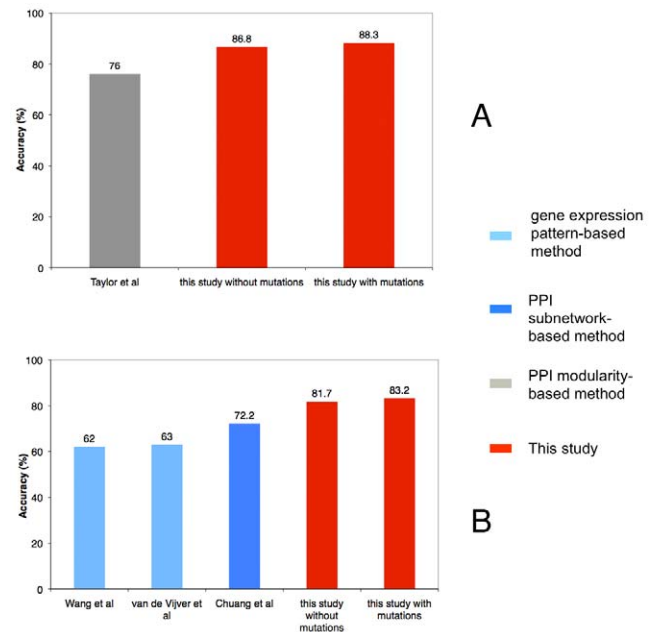 100
80
60
40
20
0
Accuracy (%)
76
86.8
88.3
Taylor et al
this study without mutations
this study with mutations
A
gene expression
pattern-based
method
PPI
subnetwork-
based method
PPI modularity-
based method
This study
100
80
60
40
20
0
Accuracy (%)
62
63
72.2
81.7
83.2
Wang et al
van de Vijver et
al
Chuang et al
this study
without
mutations
this study with
mutations
B